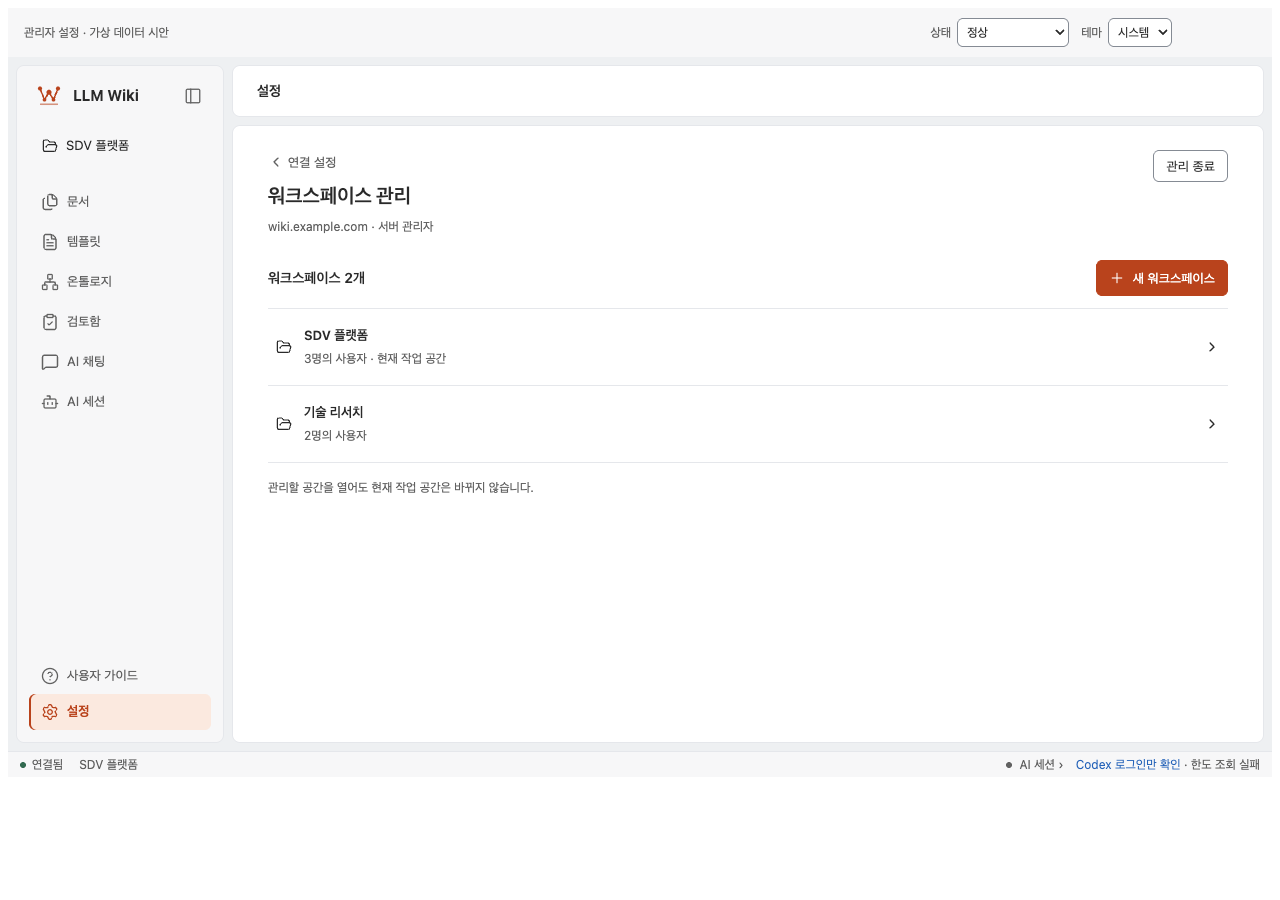 관리자 설정 · 가상 데이터 시안
상태 정상 테마 시스템
LLM Wiki
SDV 플랫폼
문서
템플릿
온톨로지
검토함
AI 채팅
AI 세션
사용자 가이드
설정
설정
연결 설정
관리 종료
워크스페이스 관리
wiki.example.com · 서버 관리자
워크스페이스 2개
새 워크스페이스
SDV 플랫폼
3명의 사용자 · 현재 작업 공간
기술 리서치
2명의 사용자
관리할 공간을 열어도 현재 작업 공간은 바뀌지 않습니다.
연결됨 SDV 플랫폼
AI 세션 › Codex 로그인만 확인 · 한도 조회 실패